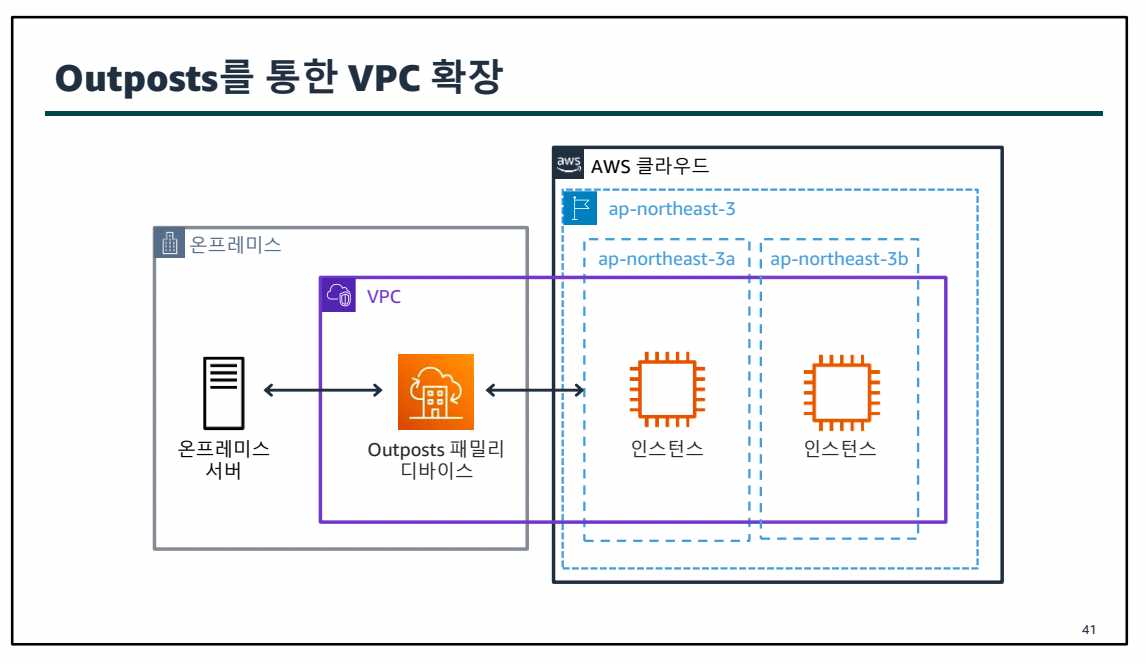 Outposts를 통한 VPC 확장
aws AWS 클라우드
ap-northeast-3
온프레미스
ap-northeast-3a
ap-northeast-3b
VPC
온프레미스
서버
Outposts 패밀리
디바이스
인스턴스
인스턴스
41